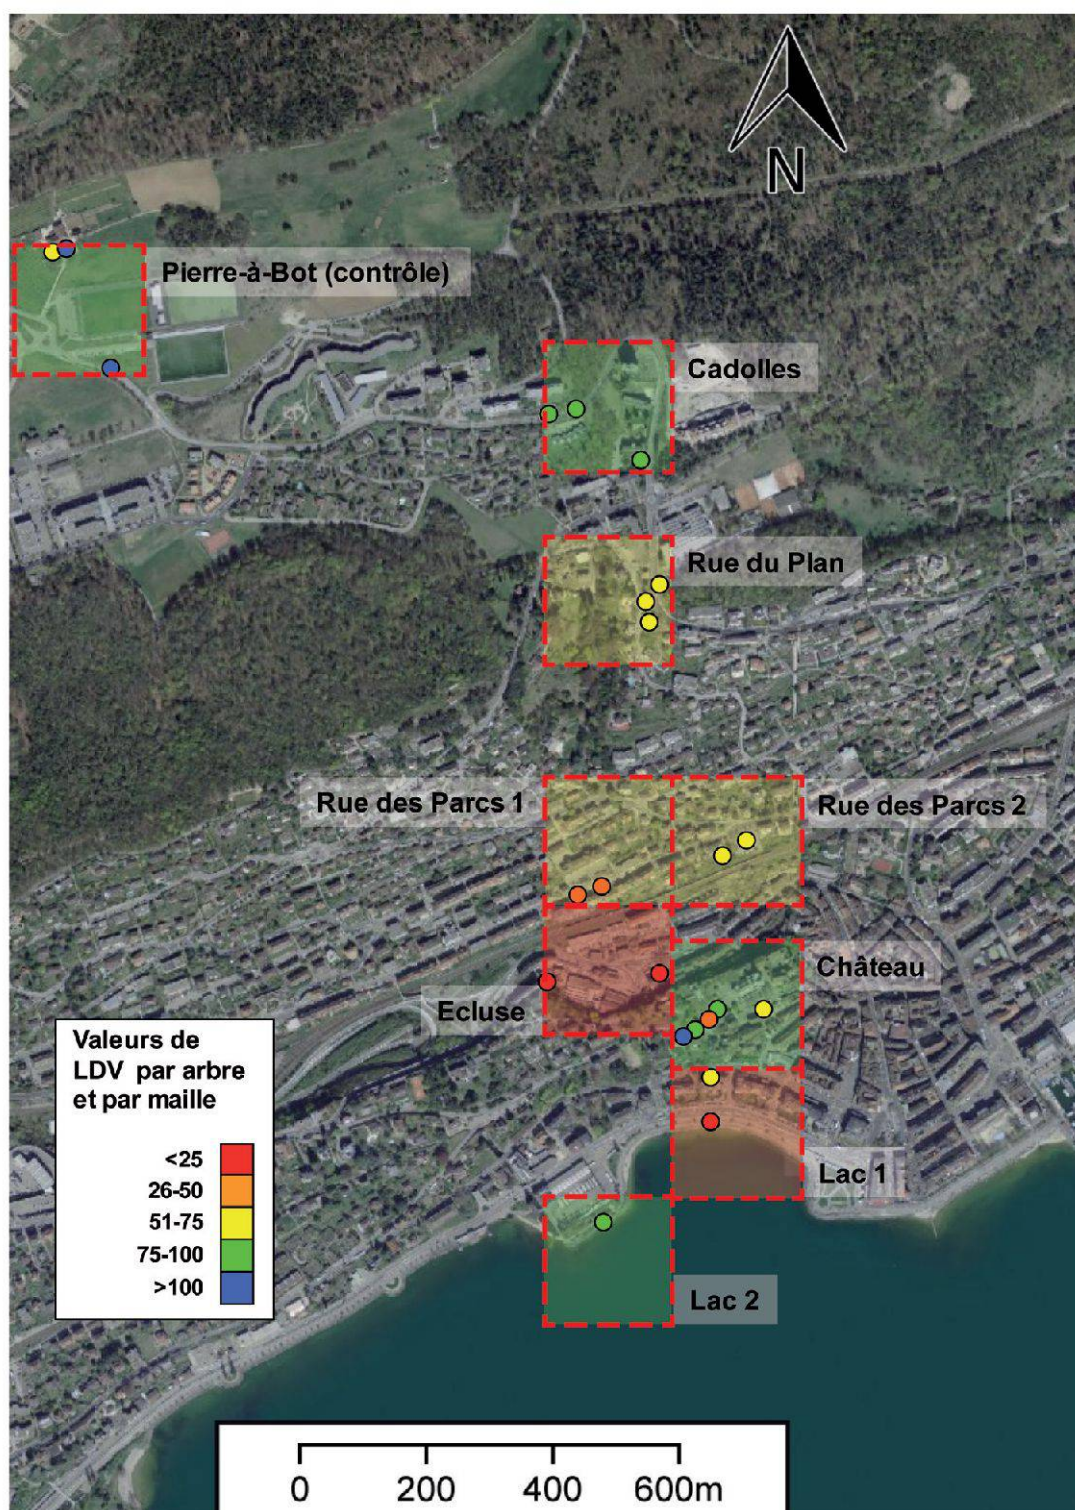 N
Pierre-à-Bot (contrôle)
Cadolles
Rue du Plan
Rue des Parcs 1
Rue des Parcs 2
Château
Ecluse
Valeurs de
LDV par arbre
et par maille
<25
26-50
51-75
75-100
>100
Lac 1
Lac 2
0 200 400 600m